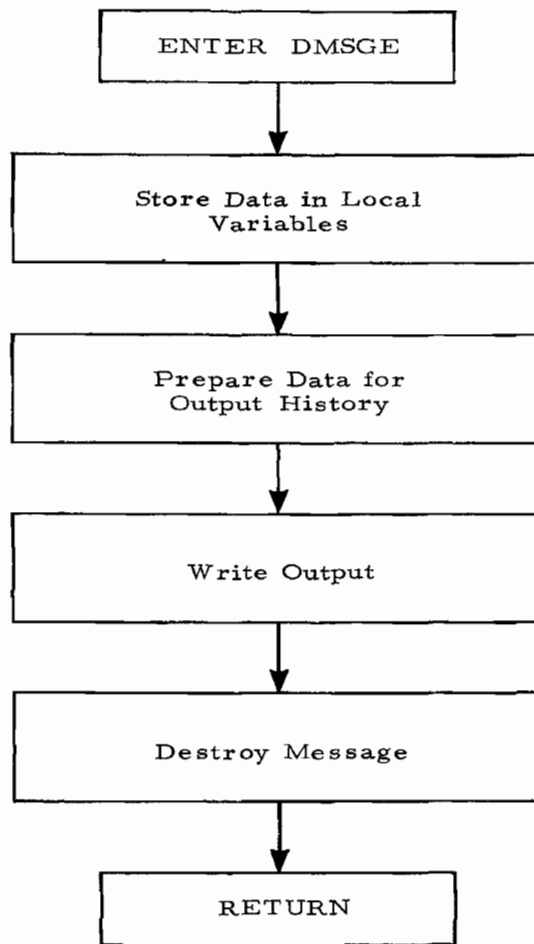 ENTER DMSGE
Store Data in Local
Variables
Prepare Data for
Output History
Write Output
Destroy Message
RETURN